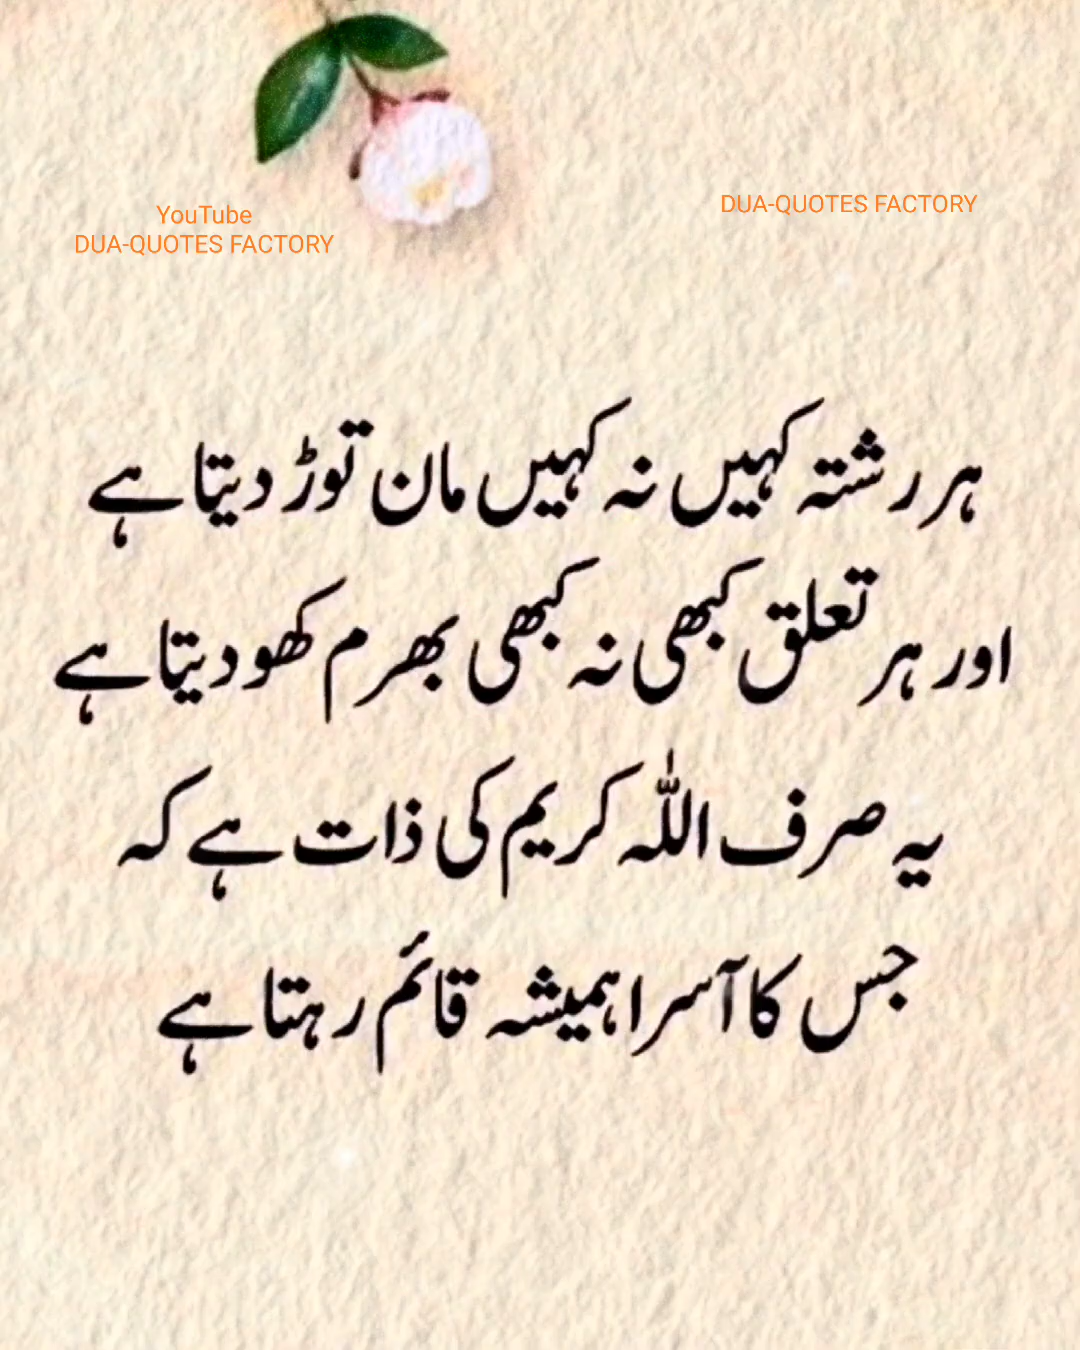 YouTube
DUA-QUOTES FACTORY
DUA-QUOTES FACTORY
ہر رشتہ کہیں نہ کہیں مان توڑ دیتا ہے
اور ہر تعلق کبھی نہ کبھی بھرم کھو دیتا ہے
یہ صرف اللہ کریم کی ذات ہے کہ
جس کا آسرا ہمیشہ قائم رہتا ہے